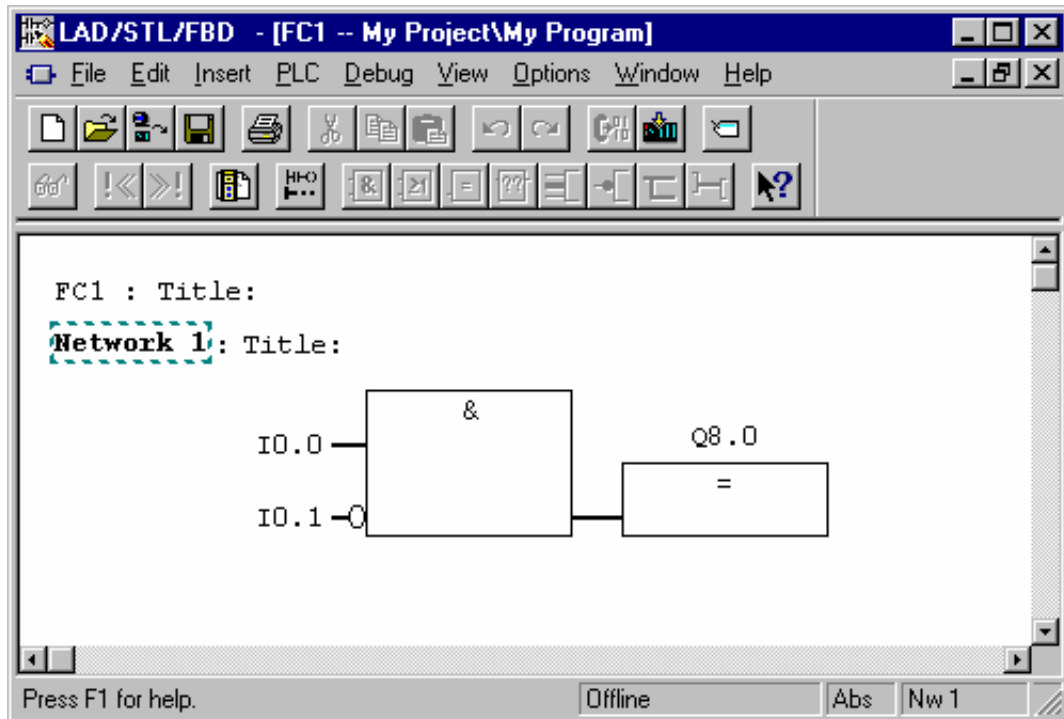 LAD/STL/FBD - [FC1 -- My Project\My Program]
File Edit Insert PLC Debug View Options Window Help
!≪ ≫! & ≥1 = ?? ?
FC1 : Title:
Network 1: Title:
&
I0.0
Q8.0
=
I0.1
Press F1 for help. Offline Abs Nw 1